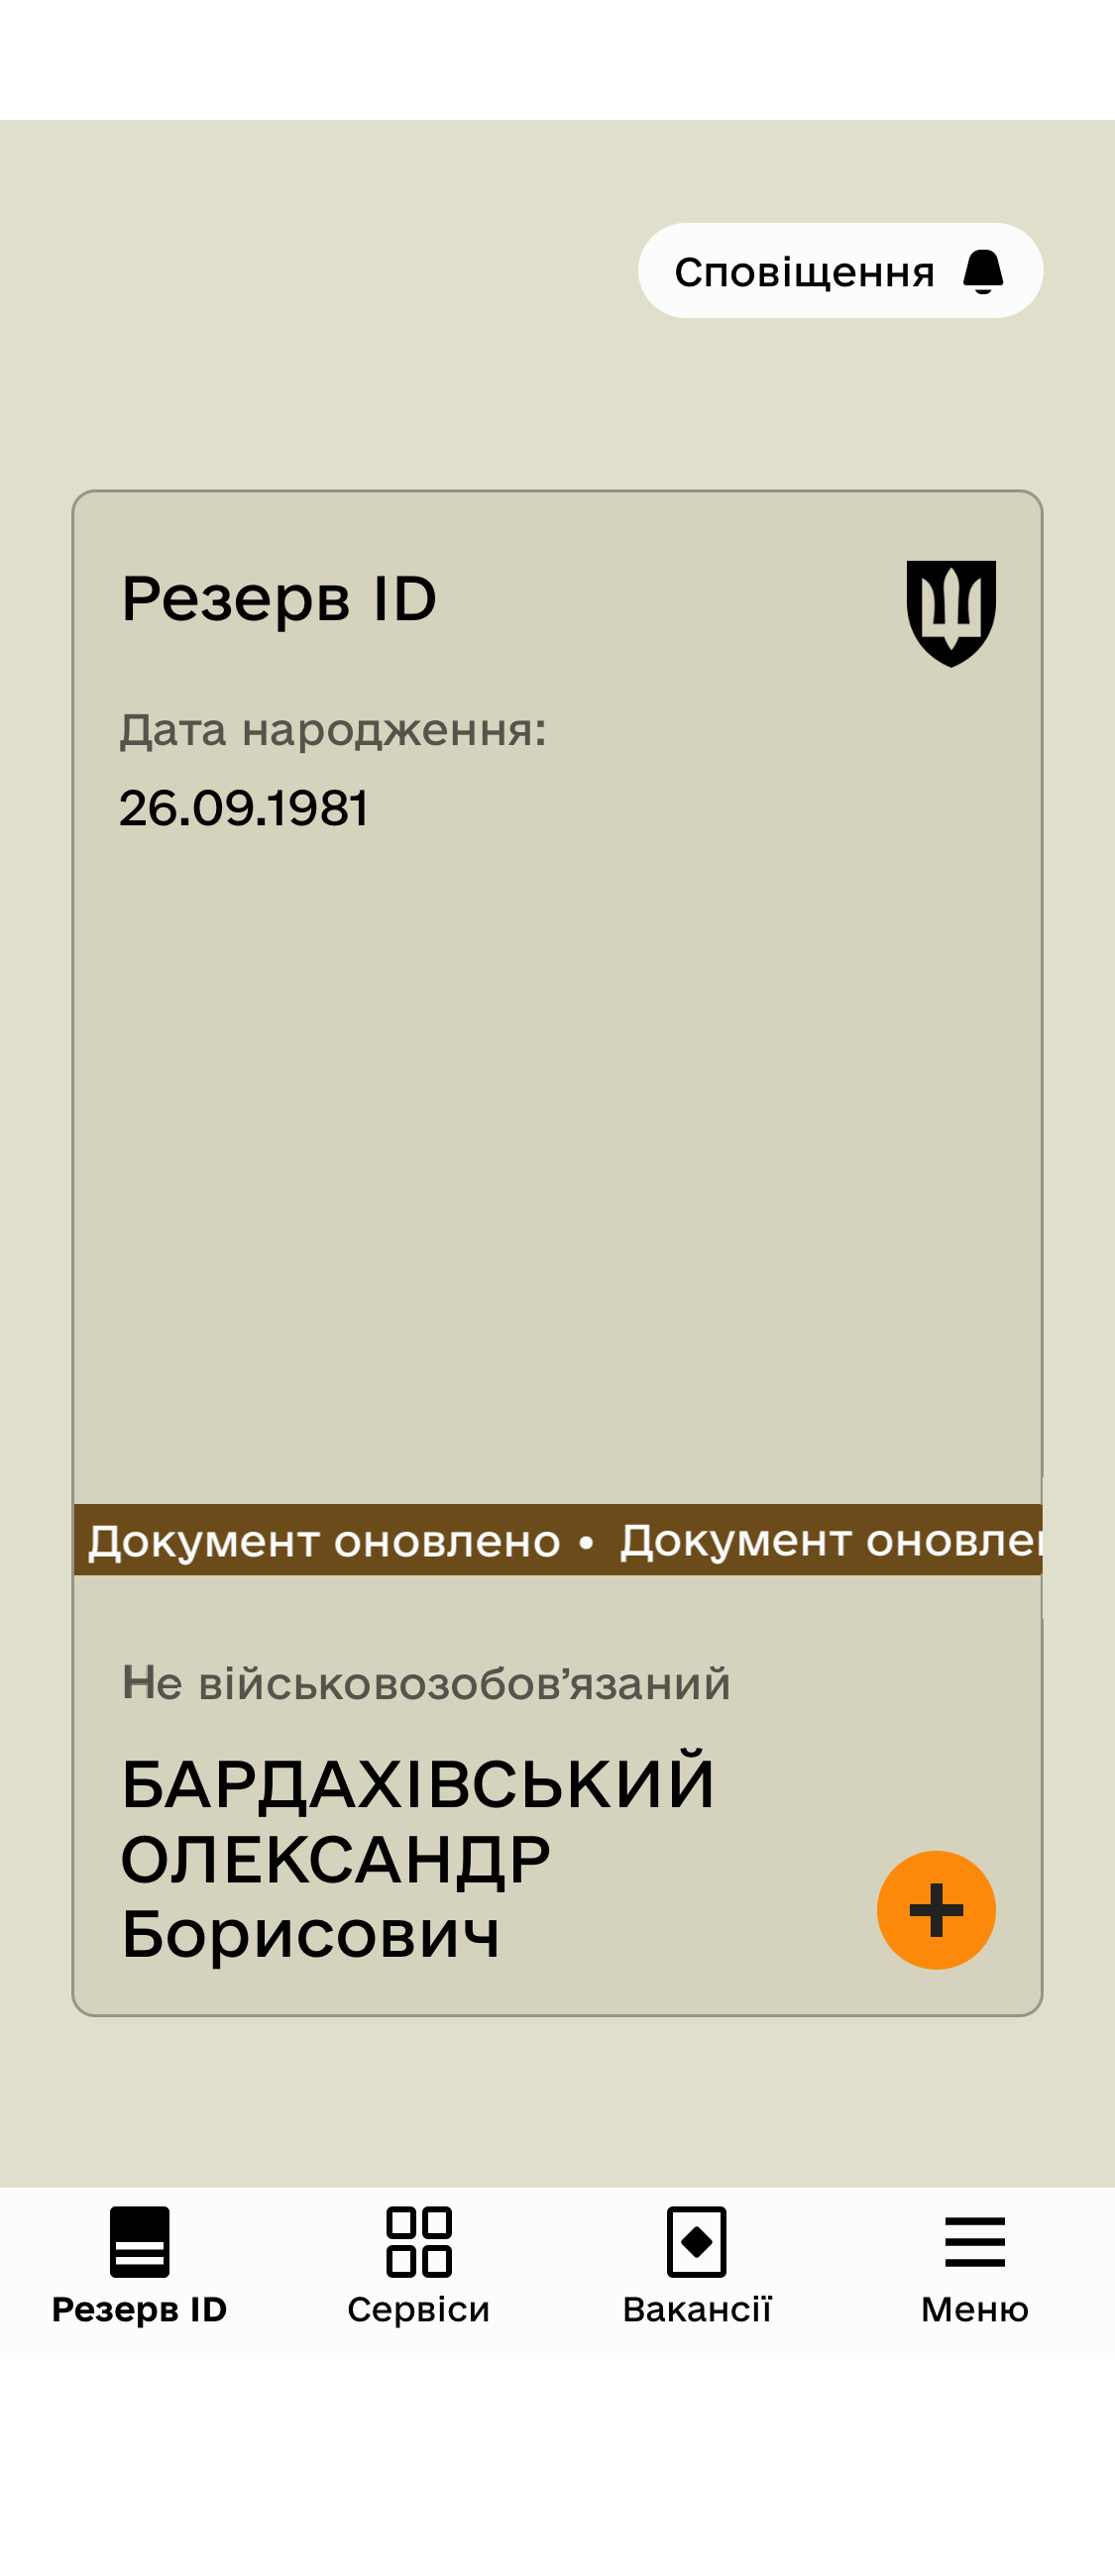 Сповіщення
Резерв ID
Дата народження:
26.09.1981
Документ оновлено • Документ оновлен
Не військовозобов’язаний
БАРДАХІВСЬКИЙ
ОЛЕКСАНДР
Борисович
Резерв ID Сервіси Вакансії Меню